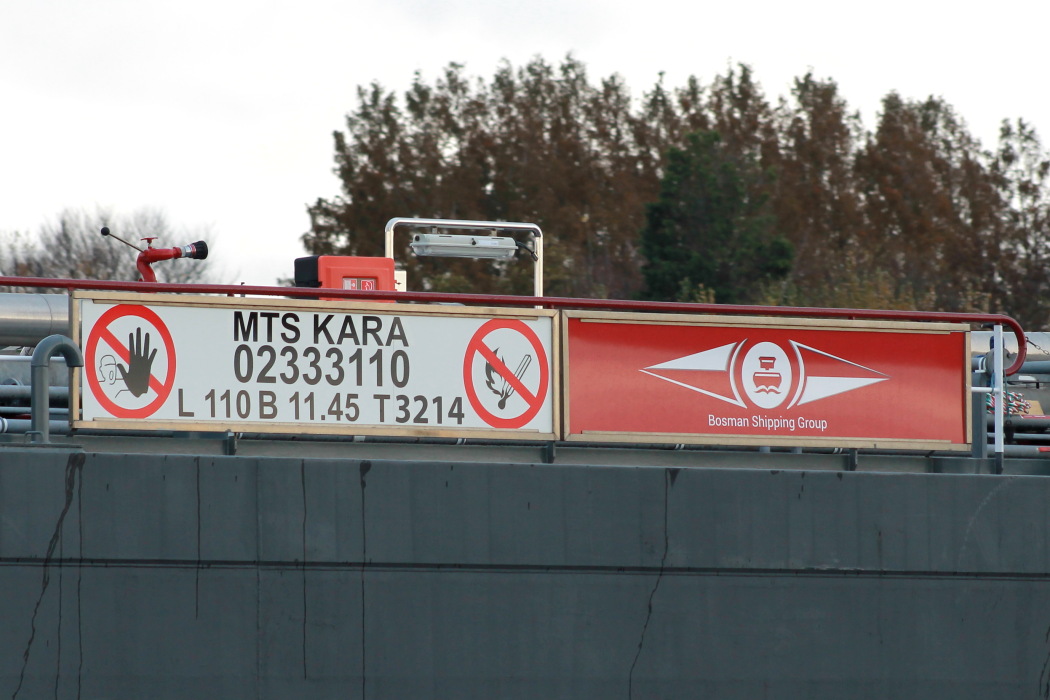 MTS KARA
02333110
L 110 B 11.45 T3214
Bosman Shipping Group